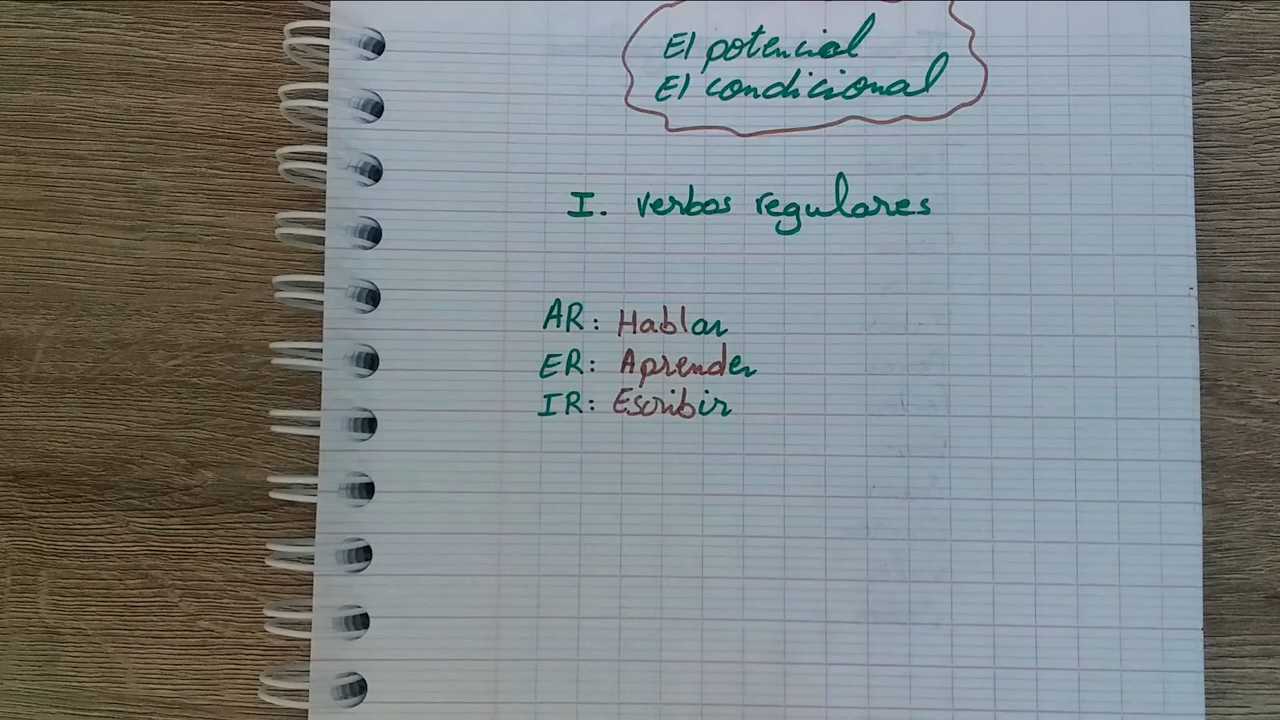 El potencial
El condicional
I. verbos regulares
AR: Hablar
ER: Aprender
IR: Escribir